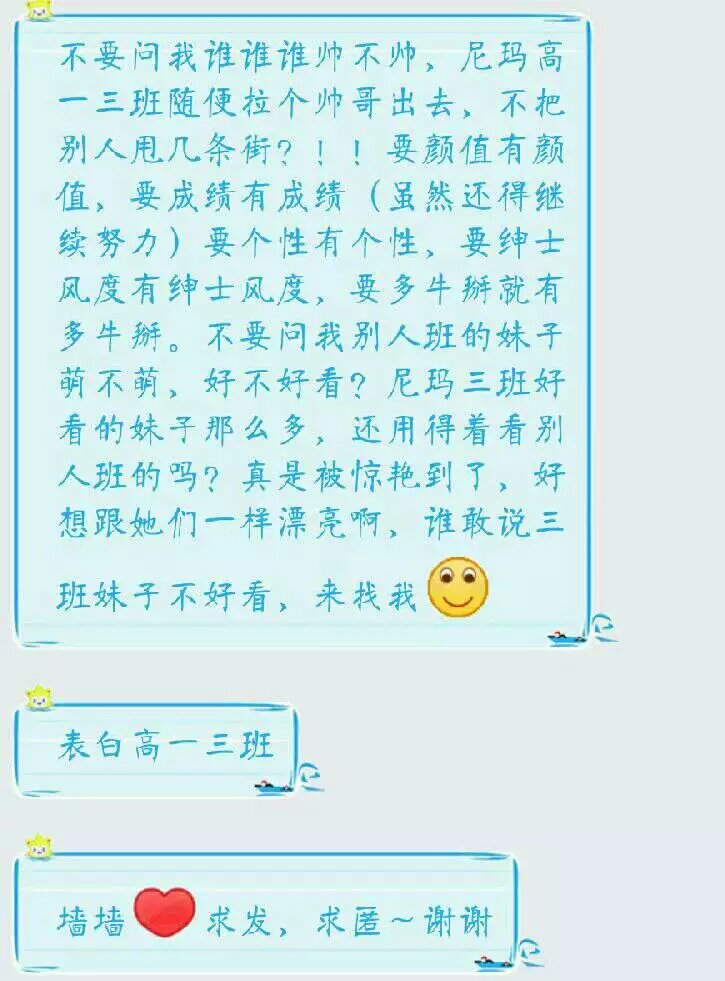 不要问我谁谁谁帅不帅，尼玛高
一三班随便拉个帅哥出去，不把
别人甩几条街？！！要颜值有颜
值，要成绩有成绩（虽然还得继
续努力）要个性有个性，要绅士
风度有绅士风度，要多牛掰就有
多牛掰。不要问我别人班的妹子
萌不萌，好不好看？尼玛三班好
看的妹子那么多，还用得着看别
人班的吗？真是被惊艳到了，好
想跟她们一样漂亮啊，谁敢说三
班妹子不好看，来找我
表白高一三班
墙墙求发，求匿～谢谢